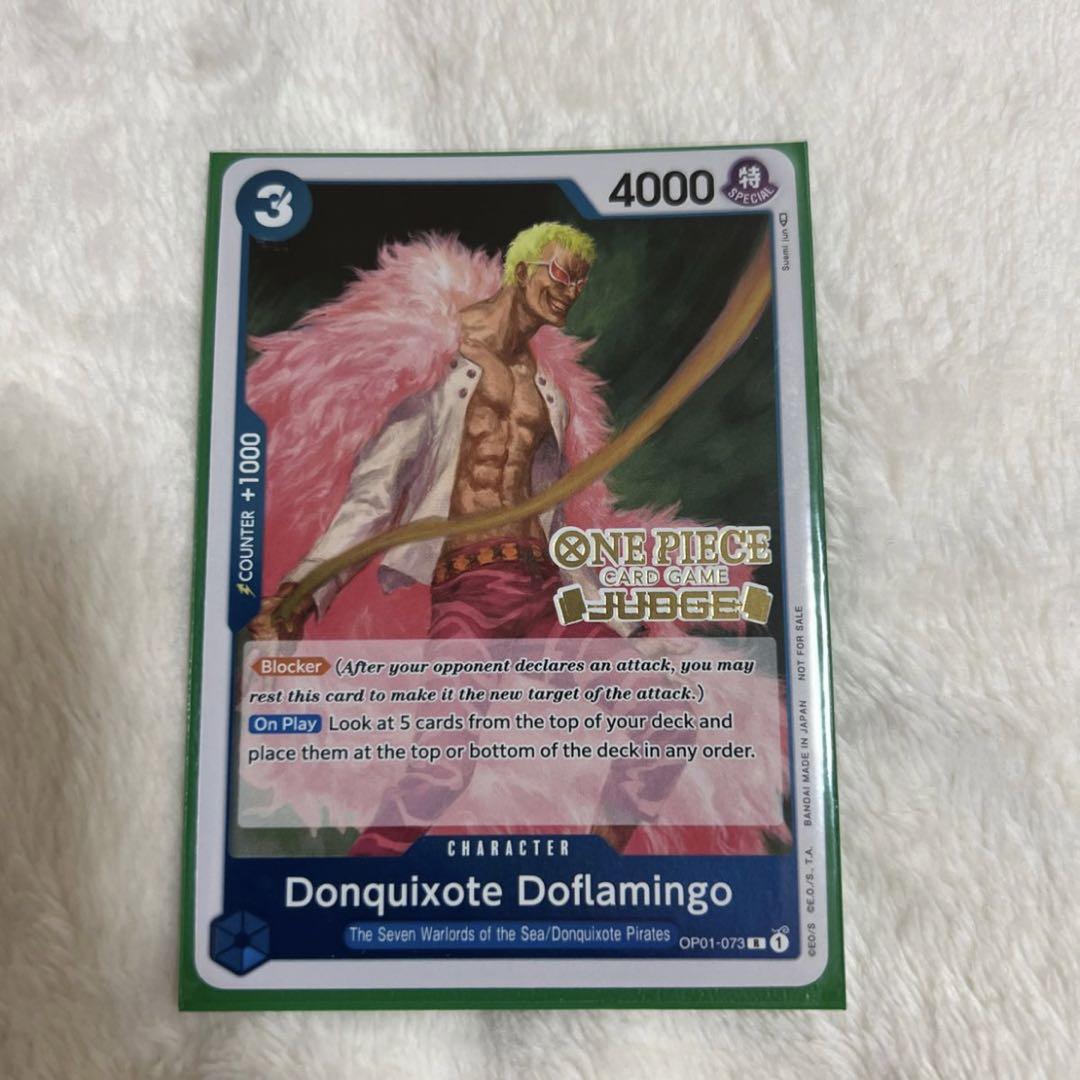 3
4000
特
SPECIAL
Suemi Jun
COUNTER +1000
ONE PIECE
CARD GAME
JUDGE
Blocker (After your opponent declares an attack, you may
rest this card to make it the new target of the attack.)
On Play Look at 5 cards from the top of your deck and
place them at the top or bottom of the deck in any order.
CHARACTER
Donquixote Doflamingo
The Seven Warlords of the Sea/Donquixote Pirates
OP01-073 R 1
©EO/S ©E.O./S., T.A. BANDAI MADE IN JAPAN NOT FOR SALE